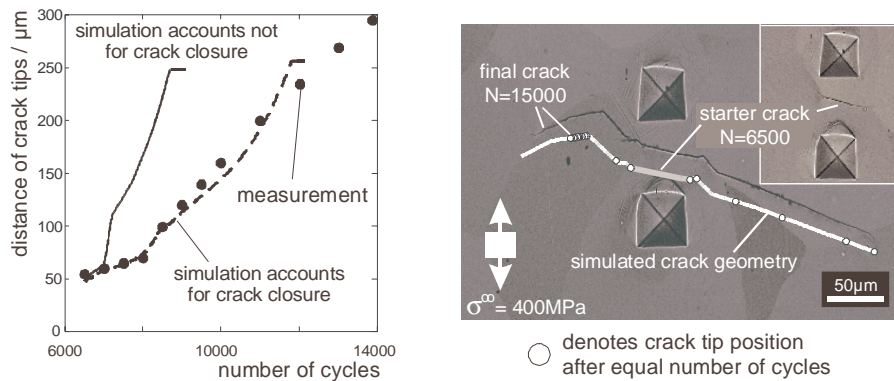 300
250
200
150
100
50
0
distance of crack tips / µm
6000
10000
14000
number of cycles
simulation accounts not
for crack closure
measurement
simulation accounts
for crack closure
final crack
N=15000
starter crack
N=6500
simulated crack geometry
σ∞= 400MPa
50µm
denotes crack tip position
after equal number of cycles